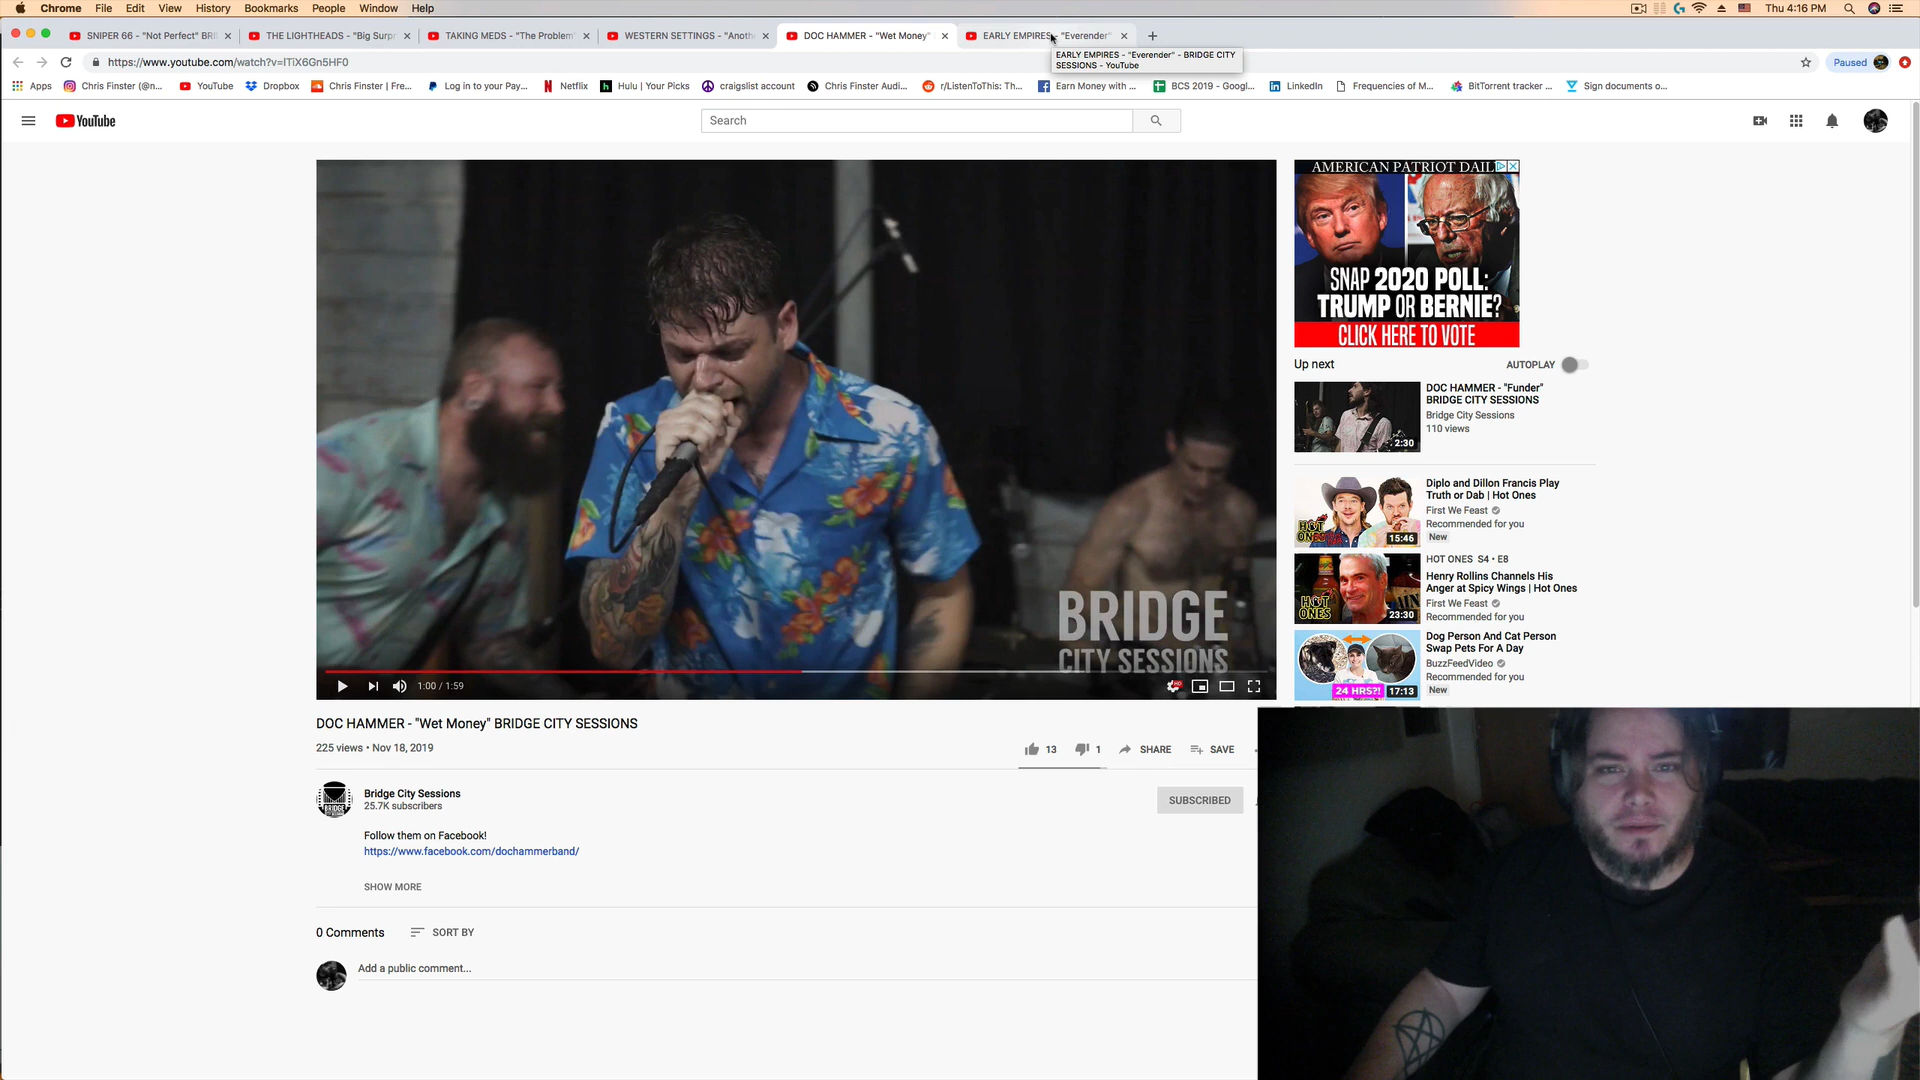 Chrome File Edit View History Bookmarks People Window Help
Thu 4:16 PM
SNIPER 66 - "Not Perfect" BRI
THE LIGHTHEADS - "Big Surpr
TAKING MEDS - "The Problem"
WESTERN SETTINGS - "Anoth
DOC HAMMER - "Wet Money"
EARLY EMPIRES - "Everender"
https://www.youtube.com/watch?v=lTiX6Gn5HF0
EARLY EMPIRES - "Everender" - BRIDGE CITY
SESSIONS - YouTube
Paused
Apps
Chris Finster (@n...
YouTube
Dropbox
Chris Finster | Fre...
Log in to your Pay...
Netflix
Hulu | Your Picks
craigslist account
Chris Finster Audi...
r/ListenToThis: Th...
Earn Money with ...
BCS 2019 - Googl...
LinkedIn
Frequencies of M...
BitTorrent tracker ...
Sign documents o...
YouTube
Search
BRIDGE
CITY SESSIONS
1:00 / 1:59
HD
DOC HAMMER - "Wet Money" BRIDGE CITY SESSIONS
225 views • Nov 18, 2019
13
1
SHARE
SAVE
Bridge City Sessions
25.7K subscribers
SUBSCRIBED
Follow them on Facebook!
https://www.facebook.com/dochammerband/
SHOW MORE
0 Comments
SORT BY
Add a public comment...
AMERICAN PATRIOT DAIL
SNAP 2020 POLL:
TRUMP OR BERNIE?
CLICK HERE TO VOTE
Up next
AUTOPLAY
2:30
DOC HAMMER - "Funder"
BRIDGE CITY SESSIONS
Bridge City Sessions
110 views
HOT
ONES
15:46
Diplo and Dillon Francis Play
Truth or Dab | Hot Ones
First We Feast
Recommended for you
New
HOT
ONES
23:30
HOT ONES S4 • E8
Henry Rollins Channels His
Anger at Spicy Wings | Hot Ones
First We Feast
Recommended for you
24 HRS?!
17:13
Dog Person And Cat Person
Swap Pets For A Day
BuzzFeedVideo
Recommended for you
New